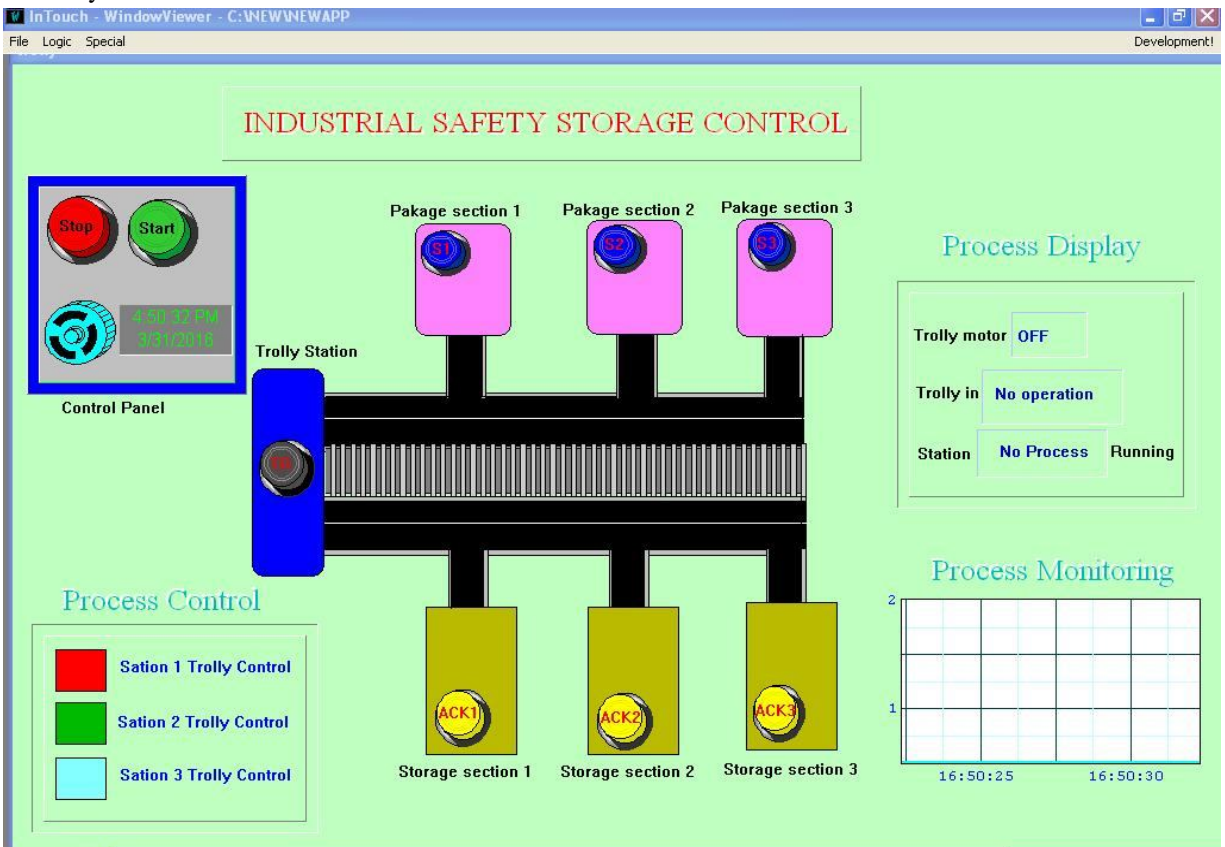 InTouch - WindowViewer - C:\NEW\NEWAPP
File Logic Special Development!
INDUSTRIAL SAFETY STORAGE CONTROL
Stop Start
4:50:32 PM
3/31/2016
Control Panel
Pakage section 1 Pakage section 2 Pakage section 3
S1 S2 S3
Trolly Station
Process Display
Trolly motor OFF
Trolly in No operation
Station No Process Running
Process Control
Sation 1 Trolly Control
Sation 2 Trolly Control
Sation 3 Trolly Control
ACK1 ACK2 ACK3
Storage section 1 Storage section 2 Storage section 3
Process Monitoring
2
1
16:50:25 16:50:30